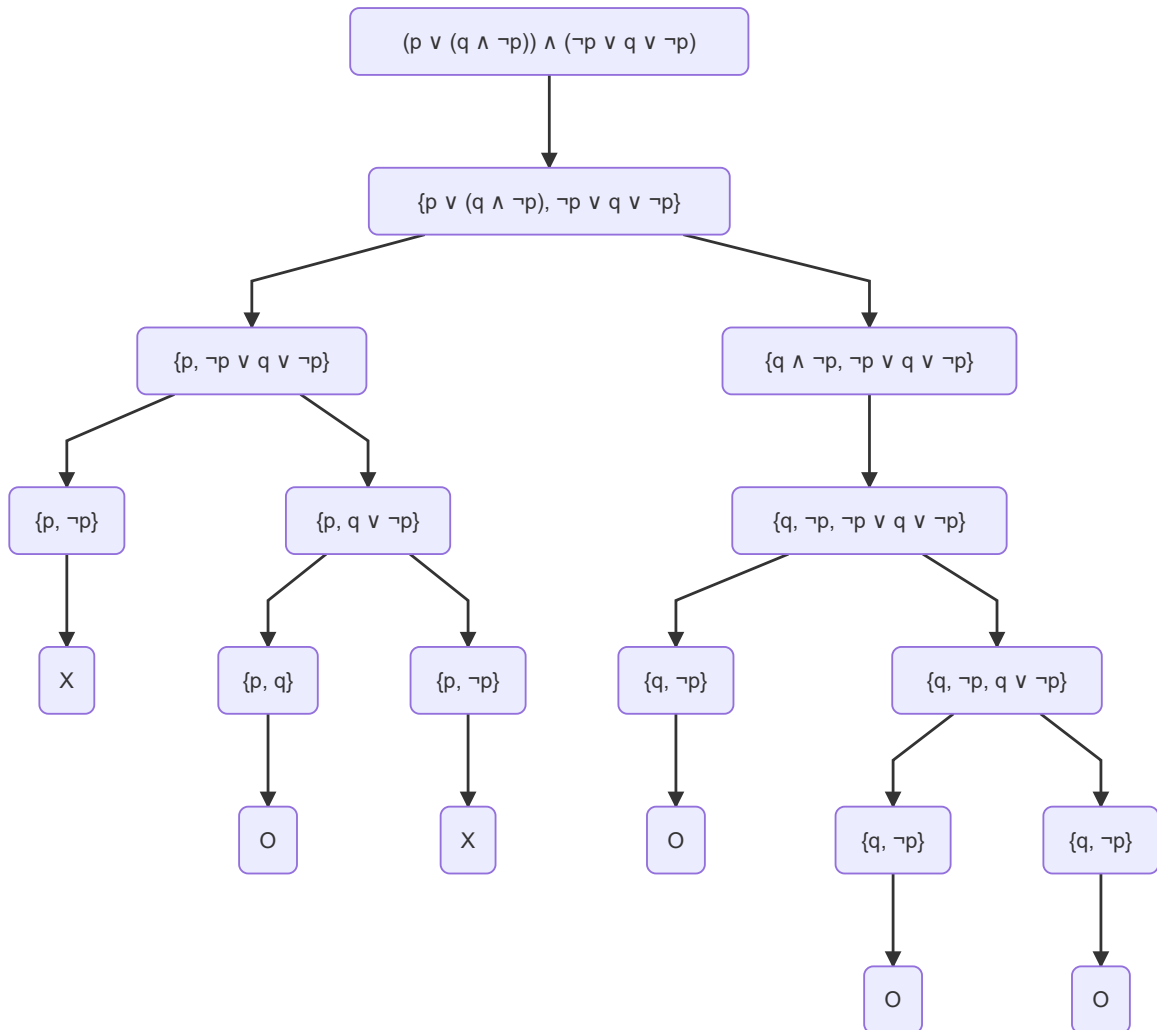 (p ∨ (q ∧ ¬p)) ∧ (¬p ∨ q ∨ ¬p)
{p ∨ (q ∧ ¬p), ¬p ∨ q ∨ ¬p}
{p, ¬p ∨ q ∨ ¬p}
{q ∧ ¬p, ¬p ∨ q ∨ ¬p}
{p, ¬p}
{p, q ∨ ¬p}
{q, ¬p, ¬p ∨ q ∨ ¬p}
X
{p, q}
{p, ¬p}
{q, ¬p}
{q, ¬p, q ∨ ¬p}
O
X
O
{q, ¬p}
{q, ¬p}
O
O